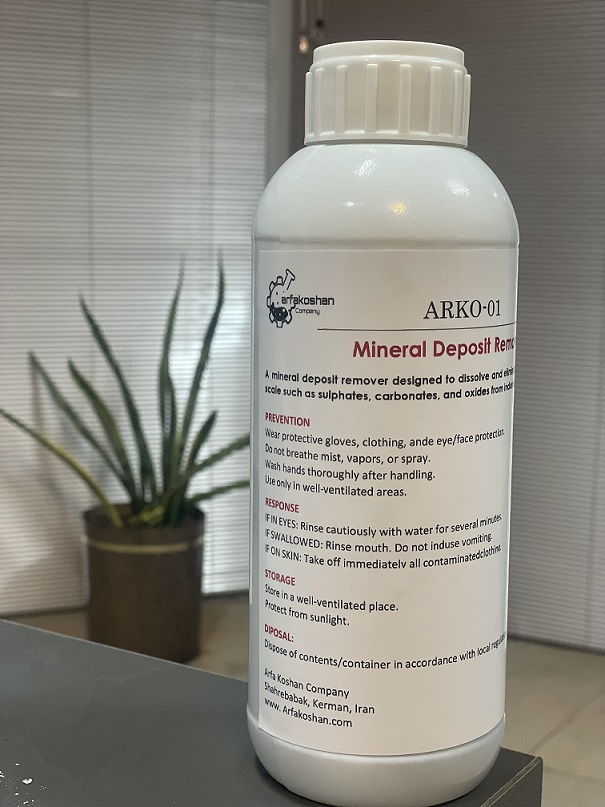 arfakoshan
Company
ARKO-01
Mineral Deposit
A mineral deposit remover designed to dissolve and
scale such as sulphates, carbonates, and oxides from
PREVENTION
Wear protective gloves, clothing, ande eye/face protection.
Do not breathe mist, vapors, or spray.
Wash hands thoroughly after handling.
Use only in well-ventilated areas.
RESPONSE
IF IN EYES: Rinse cautiously with water for several minutes.
IF SWALLOWED: Rinse mouth. Do not induse vomiting.
IF ON SKIN: Take off immediately all contaminatedclothing
STORAGE
Store in a well-ventilated place.
Protect from sunlight.
DIPOSAL:
Dispose of contents/container in accordance with local
Arfa Koshan Company
Shahrebabak, Kerman, Iran
www. Arfakoshan.com